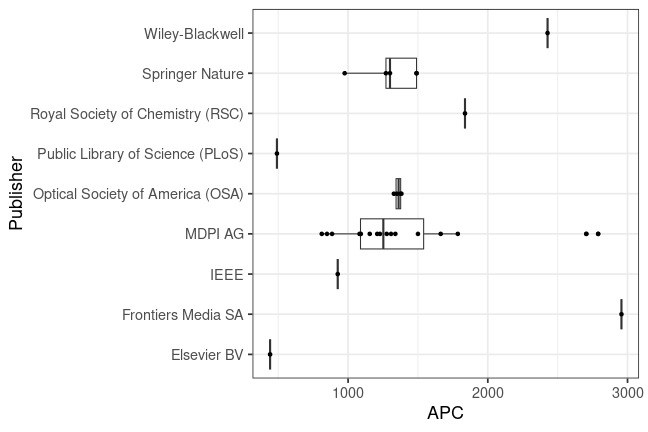 Publisher
Wiley-Blackwell
Springer Nature
Royal Society of Chemistry (RSC)
Public Library of Science (PLoS)
Optical Society of America (OSA)
MDPI AG
IEEE
Frontiers Media SA
Elsevier BV
1000 2000 3000
APC